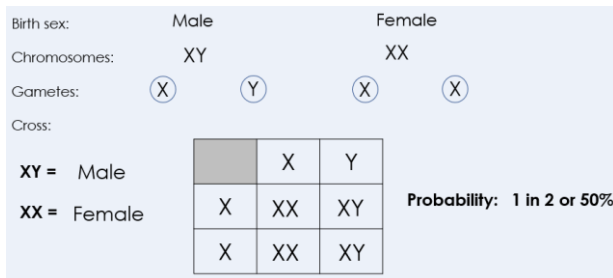 Birth sex: Male Female
Chromosomes: XY XX
Gametes: X Y X X
Cross:
XY = Male
XX = Female
X Y
X XX XY
X XX XY
Probability: 1 in 2 or 50%